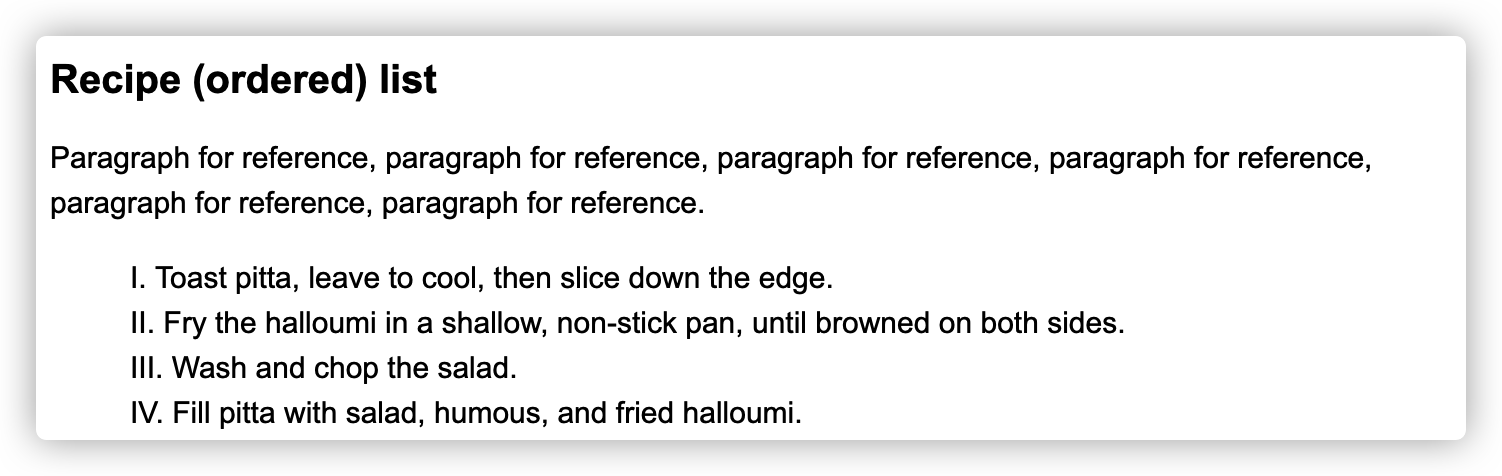 Recipe (ordered) list
Paragraph for reference, paragraph for reference, paragraph for reference, paragraph for reference,
paragraph for reference, paragraph for reference.
I. Toast pitta, leave to cool, then slice down the edge.
II. Fry the halloumi in a shallow, non-stick pan, until browned on both sides.
III. Wash and chop the salad.
IV. Fill pitta with salad, humous, and fried halloumi.